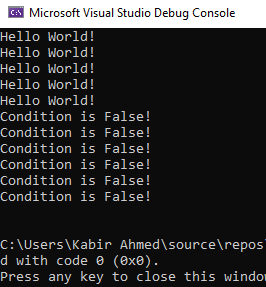 Microsoft Visual Studio Debug Console
Hello World!
Hello World!
Hello World!
Hello World!
Hello World!
Condition is False!
Condition is False!
Condition is False!
Condition is False!
Condition is False!
Condition is False!
C:\Users\Kabir Ahmed\source\repos
d with code 0 (0x0).
Press any key to close this windo